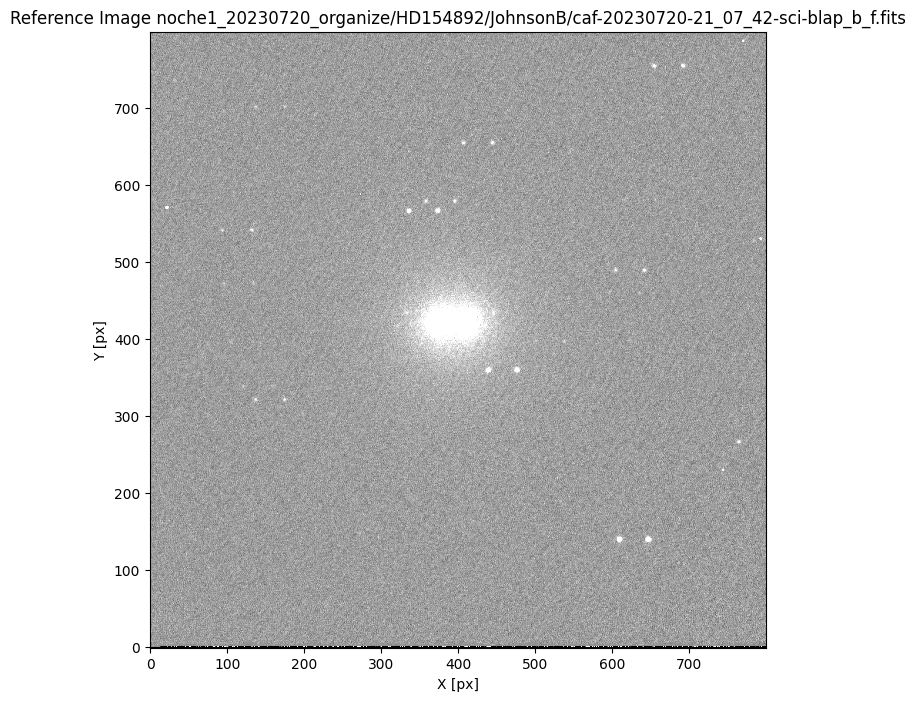 Reference Image noche1_20230720_organize/HD154892/JohnsonB/caf-20230720-21_07_42-sci-blap_b_f.fits
700
600
500
400
300
200
100
0
Y [px]
0 100 200 300 400 500 600 700
X [px]